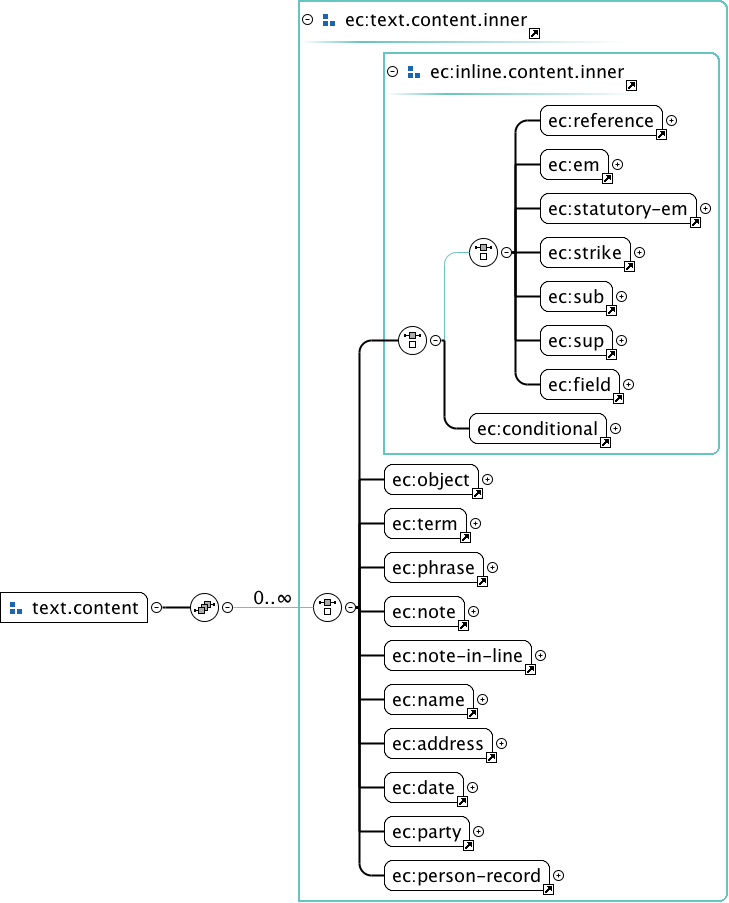 ec:text.content.inner
ec:inline.content.inner
ec:reference
ec:em
ec:statutory-em
ec:strike
ec:sub
ec:sup
ec:field
ec:conditional
ec:object
ec:term
ec:phrase
text.content
0..∞
ec:note
ec:note-in-line
ec:name
ec:address
ec:date
ec:party
ec:person-record